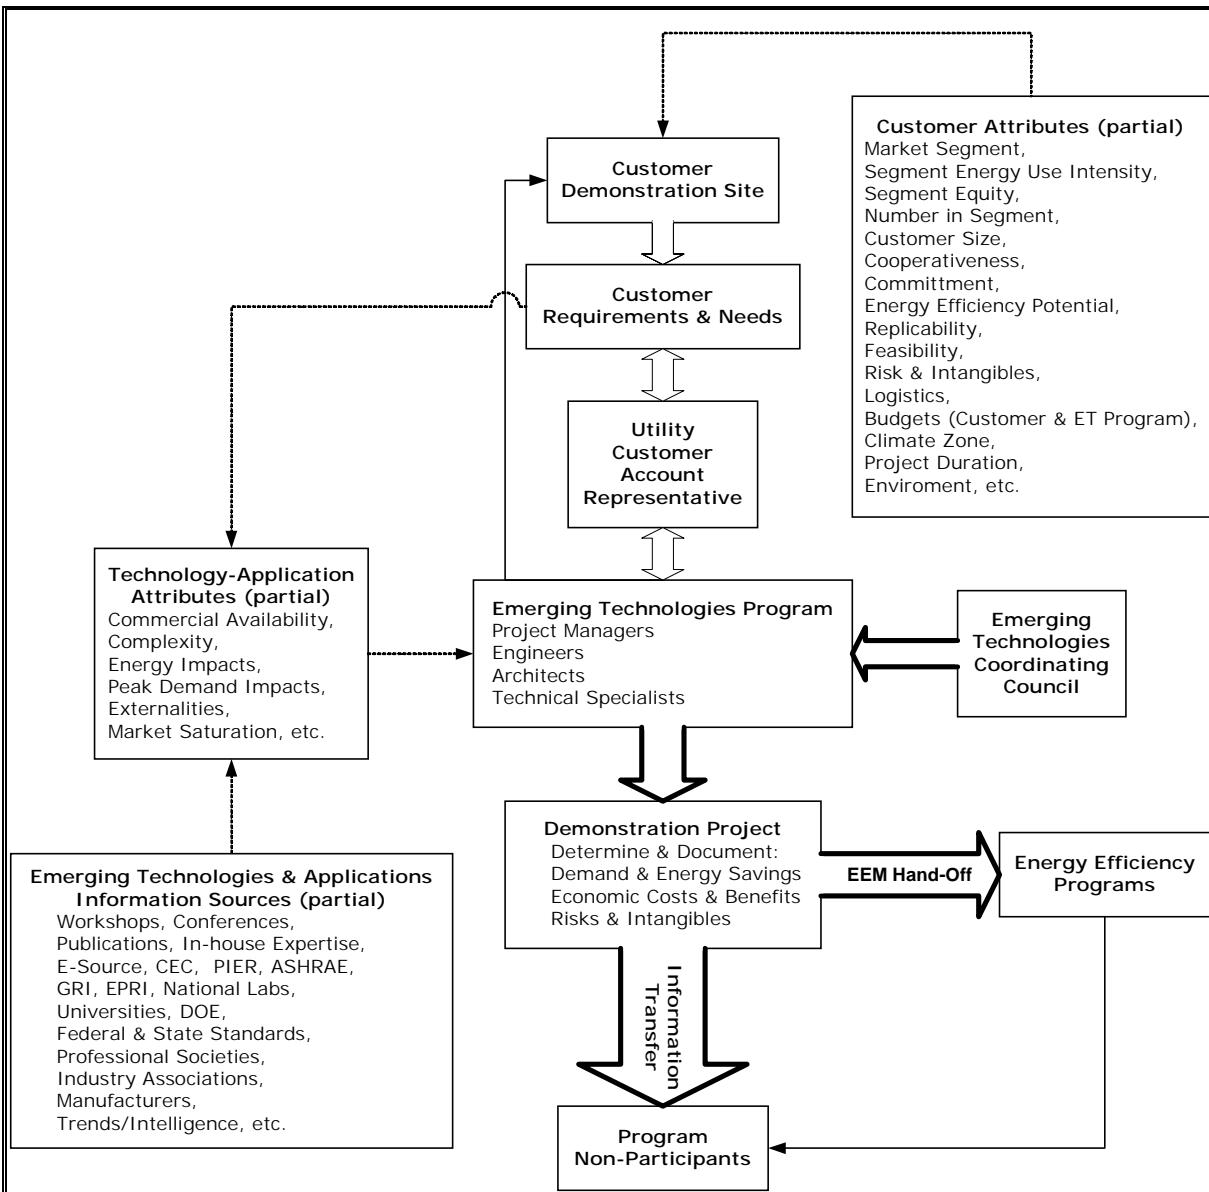 Customer Attributes (partial)
Market Segment,
Segment Energy Use Intensity,
Segment Equity,
Number in Segment,
Customer Size,
Cooperativeness,
Committment,
Energy Efficiency Potential,
Replicability,
Feasibility,
Risk & Intangibles,
Logistics,
Budgets (Customer & ET Program),
Climate Zone,
Project Duration,
Enviroment, etc.
Customer
Demonstration Site
Customer
Requirements & Needs
Utility
Customer
Account
Representative
Technology-Application
Attributes (partial)
Commercial Availability,
Complexity,
Energy Impacts,
Peak Demand Impacts,
Externalities,
Market Saturation, etc.
Emerging Technologies Program
Project Managers
Engineers
Architects
Technical Specialists
Emerging
Technologies
Coordinating
Council
Demonstration Project
Determine & Document:
Demand & Energy Savings
Economic Costs & Benefits
Risks & Intangibles
EEM Hand-Off
Energy Efficiency
Programs
Emerging Technologies & Applications
Information Sources (partial)
Workshops, Conferences,
Publications, In-house Expertise,
E-Source, CEC,  PIER, ASHRAE,
GRI, EPRI, National Labs,
Universities, DOE,
Federal & State Standards,
Professional Societies,
Industry Associations,
Manufacturers,
Trends/Intelligence, etc.
Information
Transfer
Program
Non-Participants